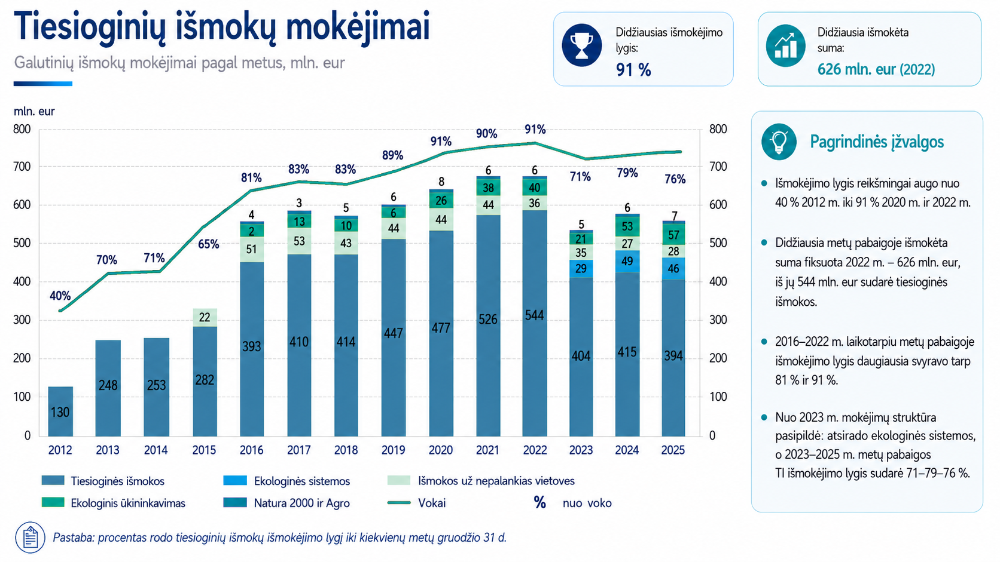 Tiesioginių išmokų mokėjimai
Galutinių išmokų mokėjimai pagal metus, mln. eur
Didžiausias išmokėjimo
lygis:
91 %
Didžiausia išmokėta
suma:
626 mln. eur (2022)
mln. eur
800
700
600
500
400
300
200
100
0
800
700
600
500
400
300
200
100
0
40%
70%
71%
65%
81%
83%
83%
89%
91%
90%
91%
71%
79%
76%
130
248
253
22
282
4
2
51
393
3
13
53
410
5
10
43
414
6
6
44
447
8
26
44
477
6
38
44
526
6
40
36
544
5
21
35
29
404
6
53
27
49
415
7
57
28
46
394
2012 2013 2014 2015 2016 2017 2018 2019 2020 2021 2022 2023 2024 2025
Tiesioginės išmokos
Ekologinės sistemos
Išmokos už nepalankias vietoves
Ekologinis ūkininkavimas
Natura 2000 ir Agro
Vokai
% nuo voko
Pastaba: procentas rodo tiesioginių išmokų išmokėjimo lygį iki kiekvienų metų gruodžio 31 d.
Pagrindinės įžvalgos
• Išmokėjimo lygis reikšmingai augo nuo
40 % 2012 m. iki 91 % 2020 m. ir 2022 m.
• Didžiausia metų pabaigoje išmokėta
suma fiksuota 2022 m. – 626 mln. eur,
iš jų 544 mln. eur sudarė tiesioginės
išmokos.
• 2016–2022 m. laikotarpiu metų pabaigoje
išmokėjimo lygis daugiausia svyravo tarp
81 % ir 91 %.
• Nuo 2023 m. mokėjimų struktūra
pasipildė: atsirado ekologinės sistemos,
o 2023–2025 m. metų pabaigos
TI išmokėjimo lygis sudarė 71–79–76 %.